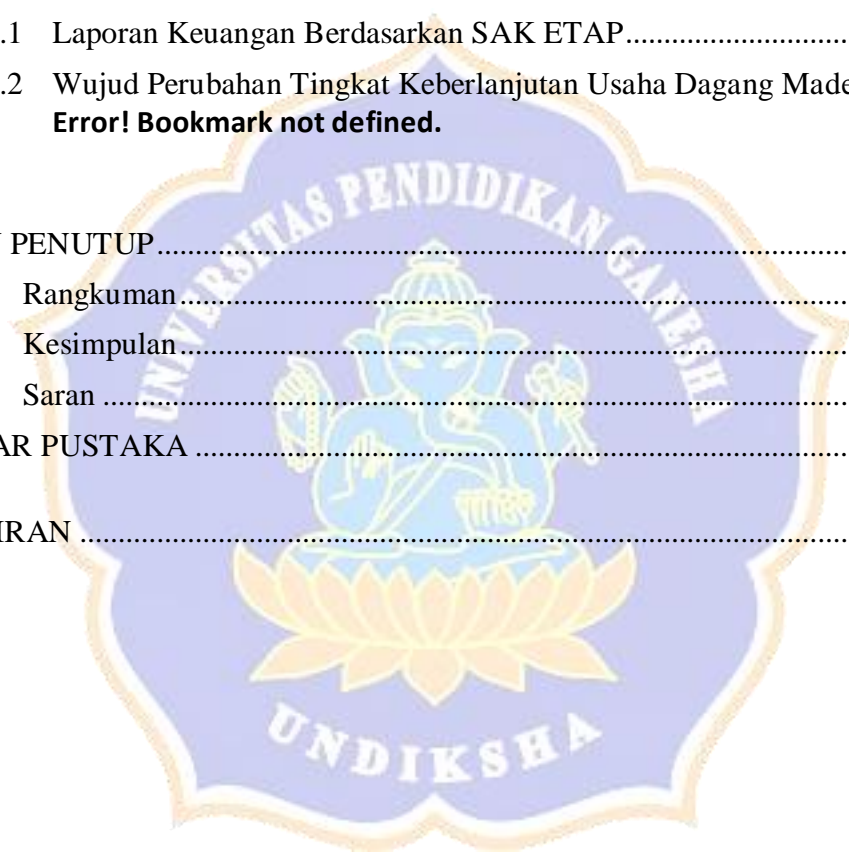 .1 Laporan Keuangan Berdasarkan SAK ETAP..............................
.2 Wujud Perubahan Tingkat Keberlanjutan Usaha Dagang Made
Error! Bookmark not defined.
PENUTUP..............................
Rangkuman..............................
Kesimpulan..............................
Saran ..............................
AR PUSTAKA ..............................
IRAN ..............................
UNIVERSITAS PENDIDIKAN GANESHA
UNDIKSHA